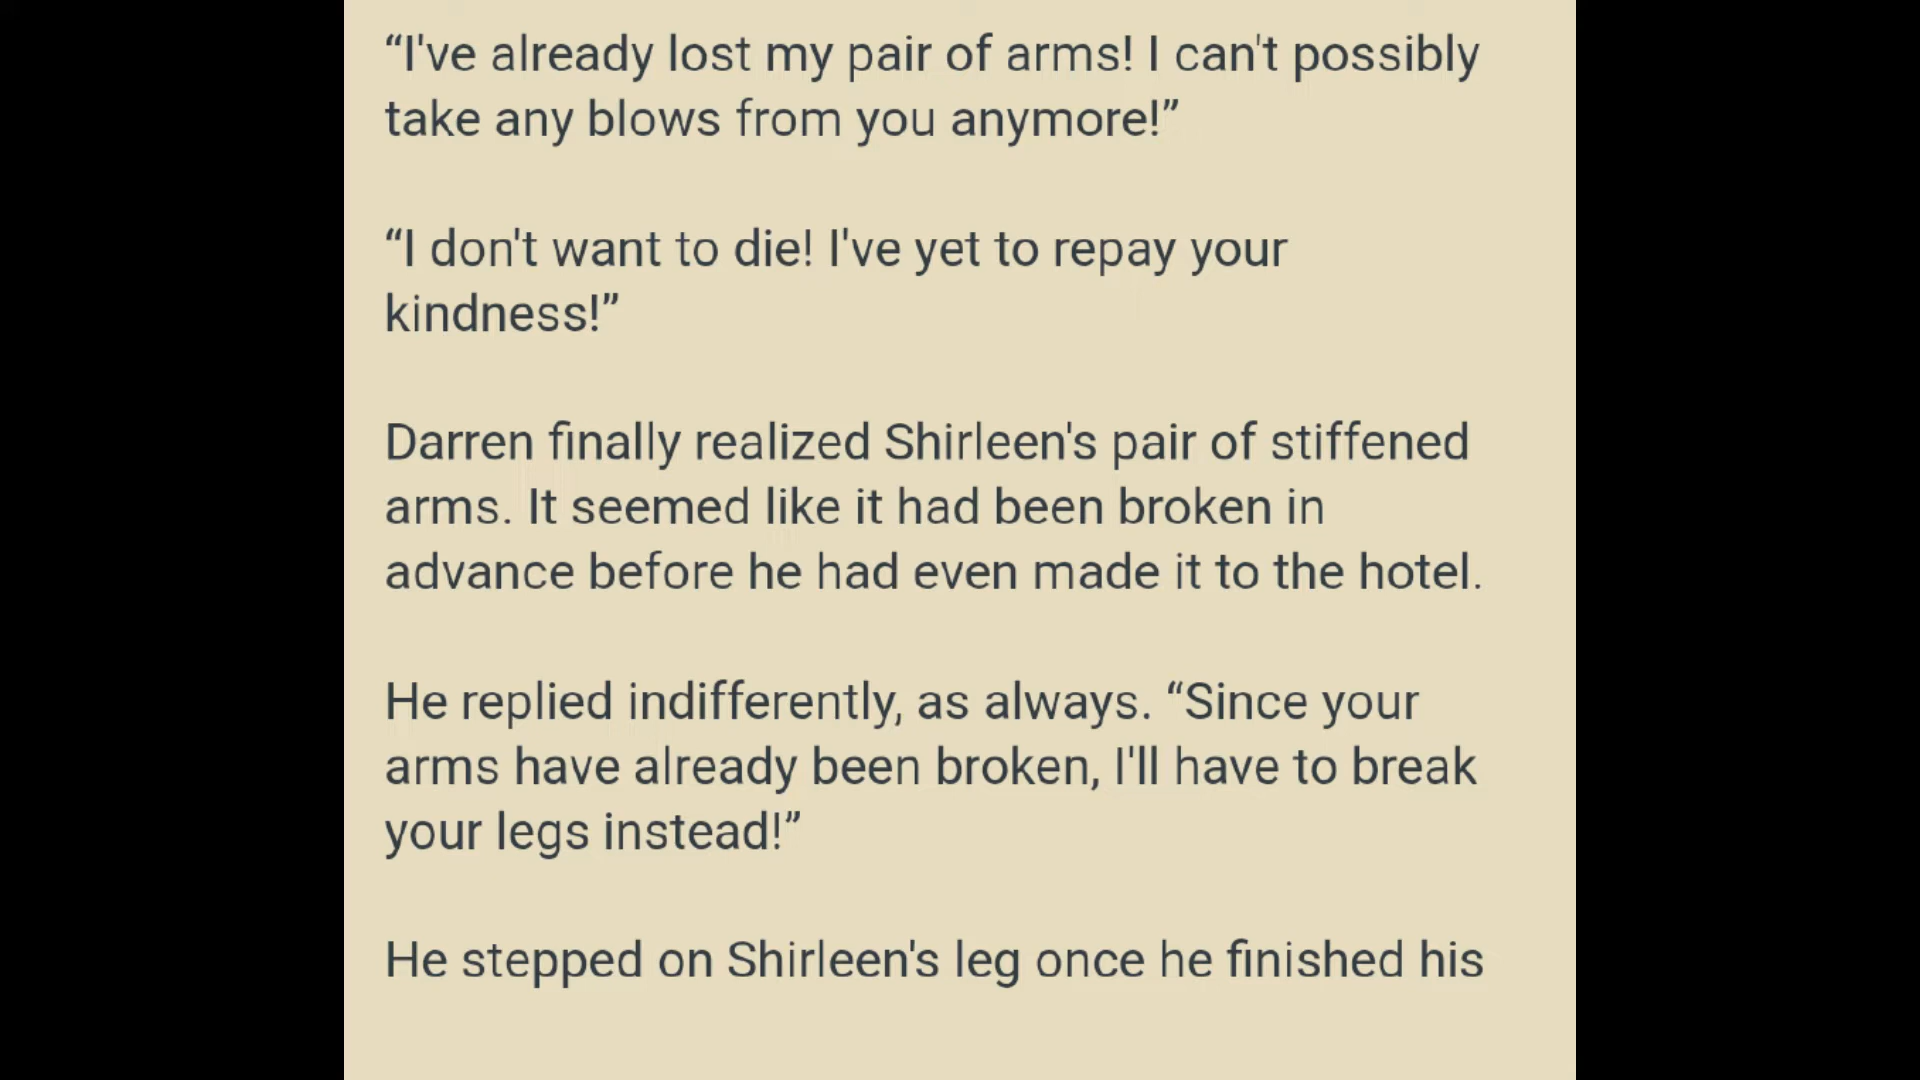 “I've already lost my pair of arms! I can't possibly
take any blows from you anymore!”
“I don't want to die! I've yet to repay your
kindness!”
Darren finally realized Shirleen's pair of stiffened
arms. It seemed like it had been broken in
advance before he had even made it to the hotel.
He replied indifferently, as always. “Since your
arms have already been broken, I'll have to break
your legs instead!”
He stepped on Shirleen's leg once he finished his